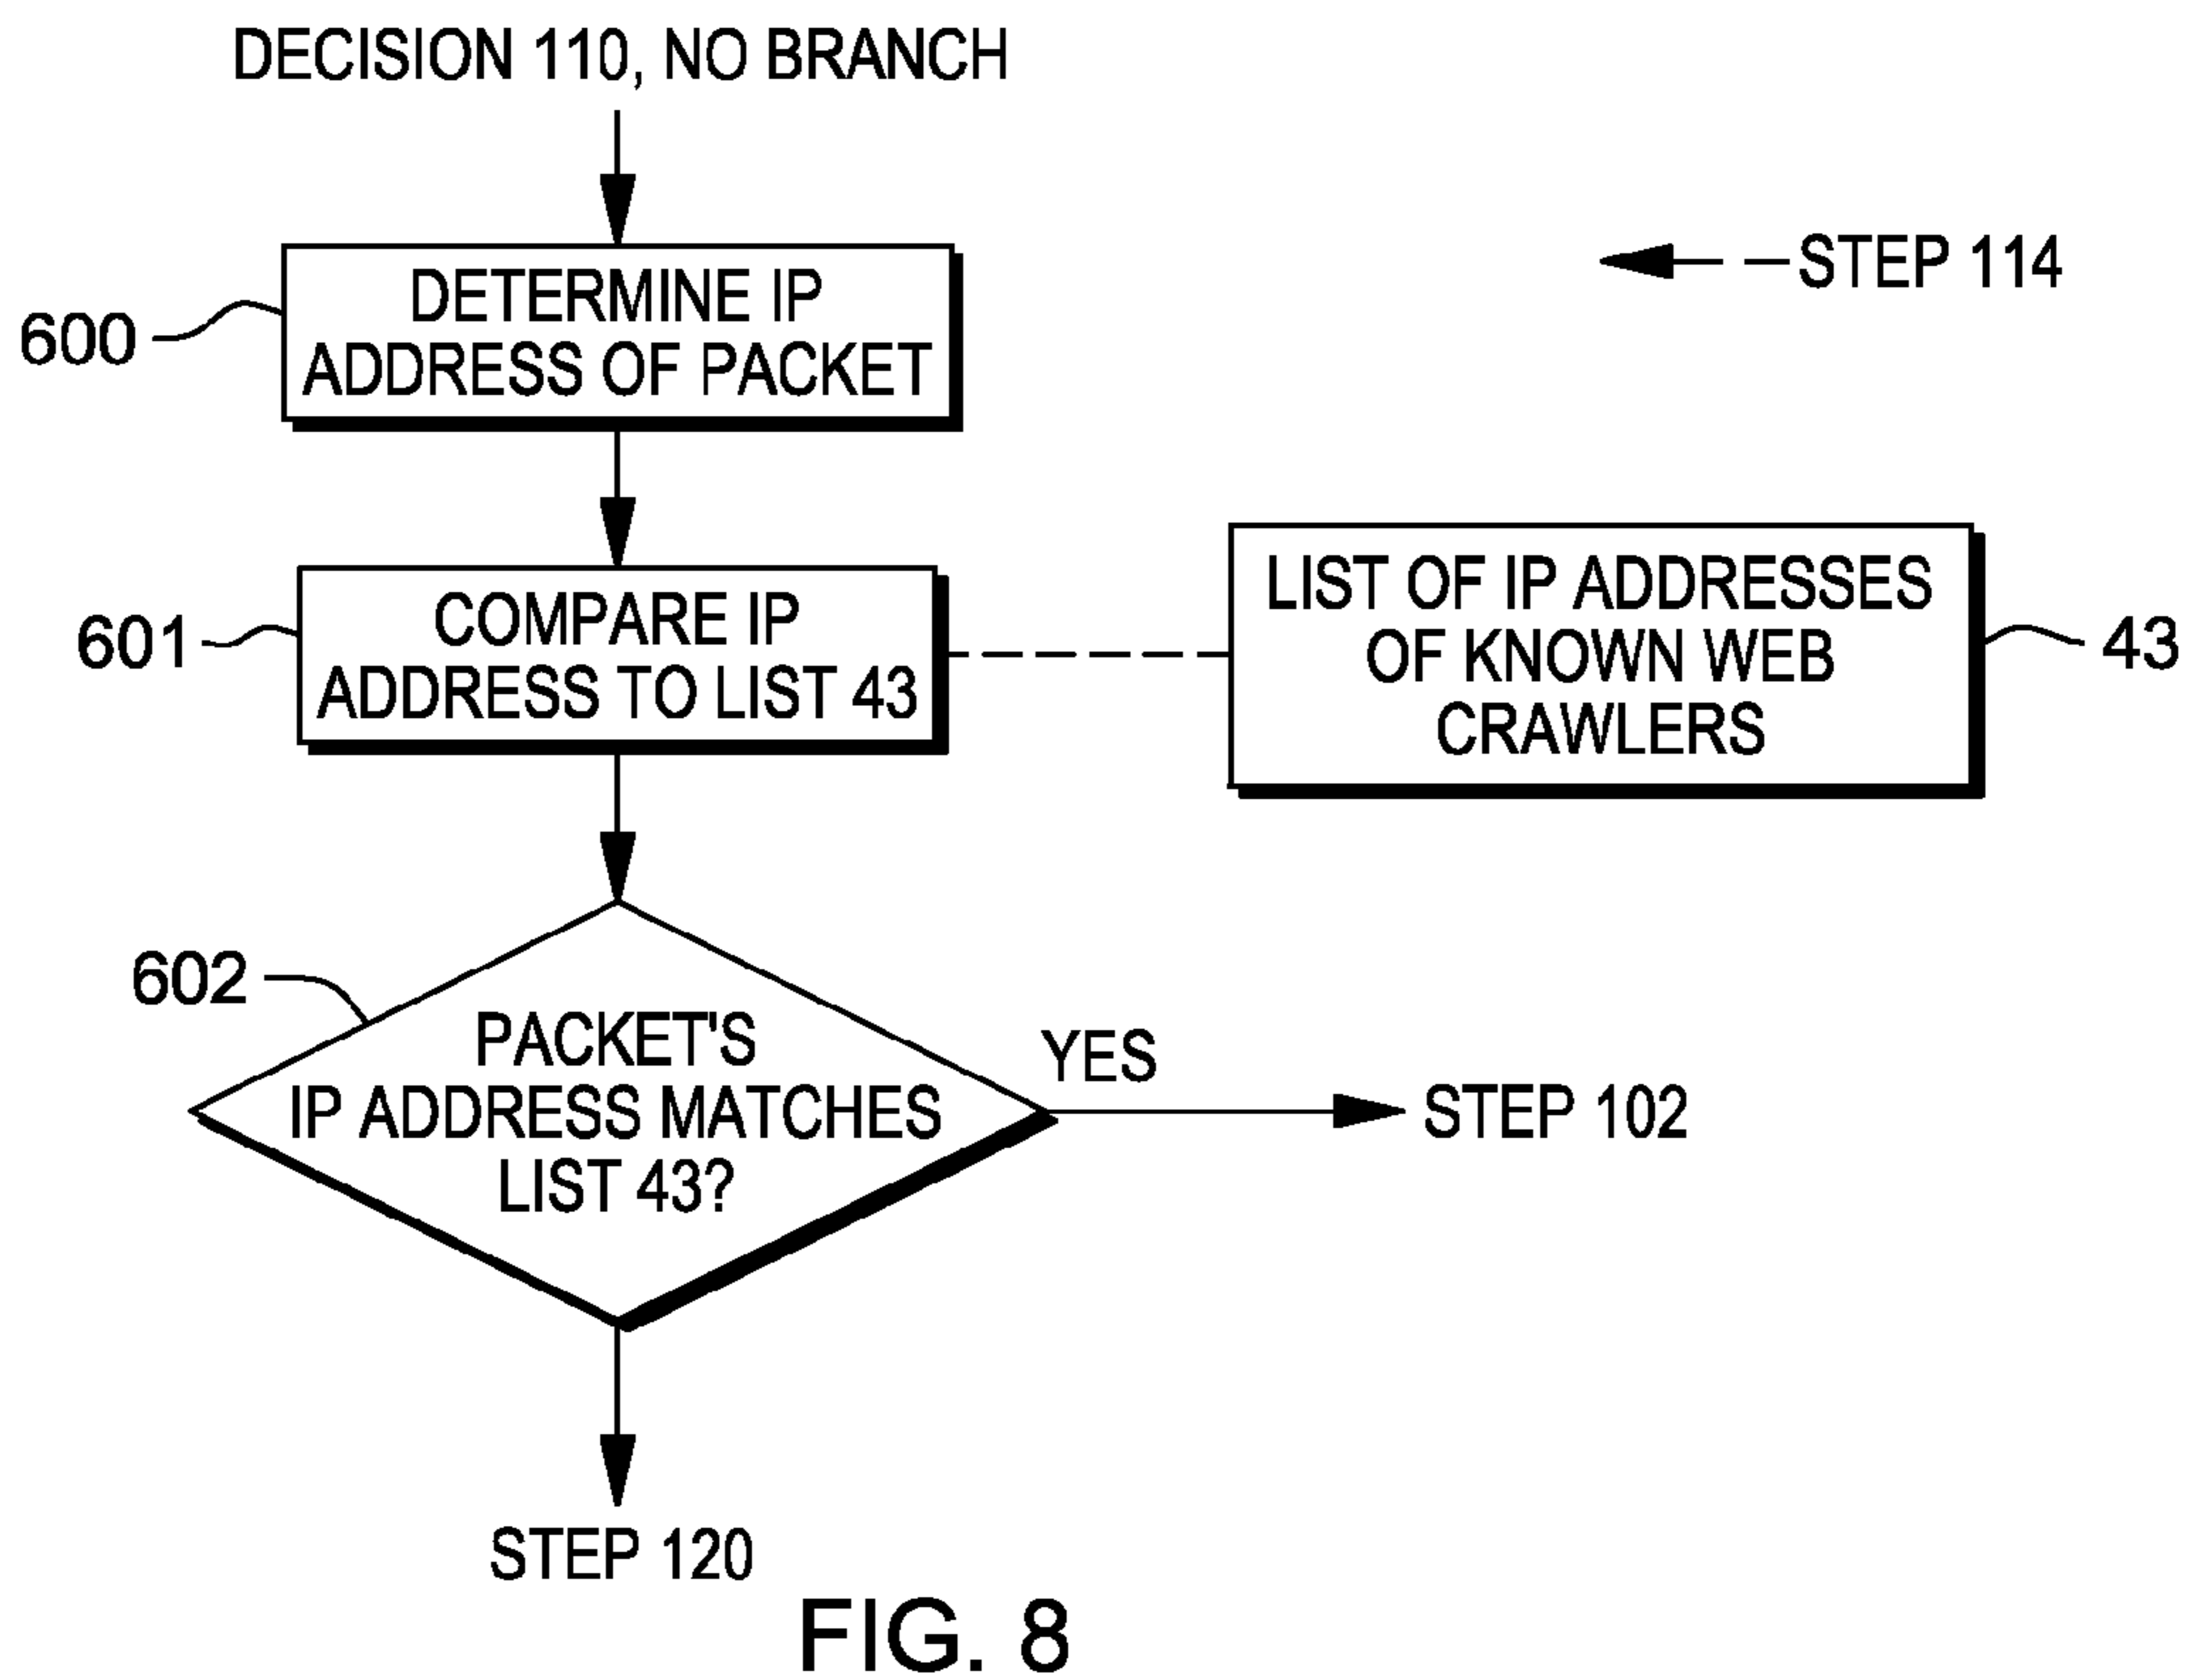 DECISION 110, NO BRANCH
STEP 114
600
DETERMINE IP
ADDRESS OF PACKET
601
COMPARE IP
ADDRESS TO LIST 43
LIST OF IP ADDRESSES
OF KNOWN WEB
CRAWLERS
43
602
PACKET'S
IP ADDRESS MATCHES
LIST 43?
YES
STEP 102
STEP 120
FIG. 8